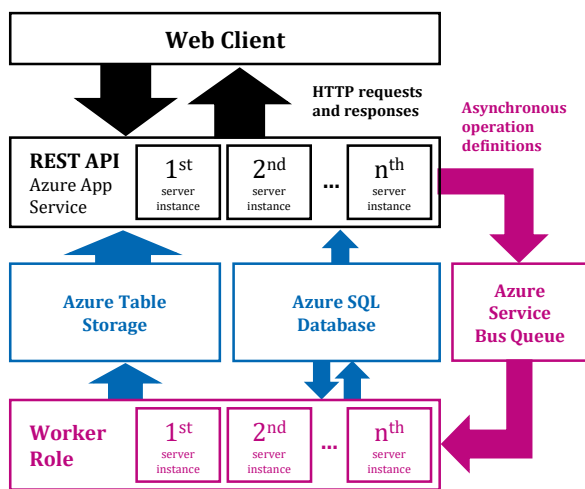 Web Client
HTTP requests
and responses
Asynchronous
operation
definitions
REST API
Azure App
Service
1st
server
instance
2nd
server
instance
...
nth
server
instance
Azure Table
Storage
Azure SQL
Database
Azure
Service
Bus Queue
Worker
Role
1st
server
instance
2nd
server
instance
...
nth
server
instance